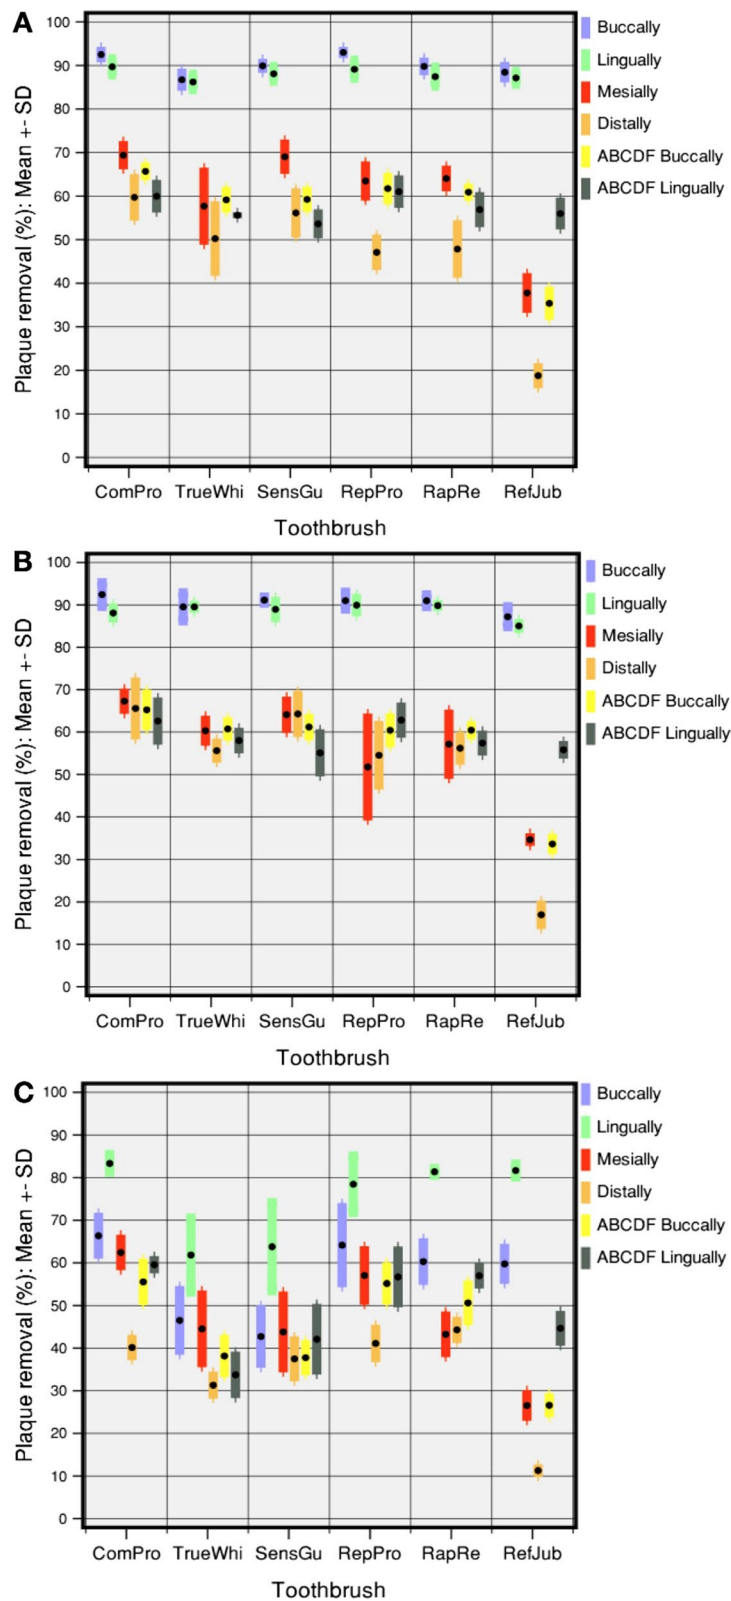 A
100
90
80
70
60
50
40
30
20
10
0
Plaque removal (%): Mean +- SD
ComPro TrueWhi SensGu RepPro RapRe RefJub
Toothbrush
Buccally
Lingually
Mesially
Distally
ABCDF Buccally
ABCDF Lingually
B
100
90
80
70
60
50
40
30
20
10
0
Plaque removal (%): Mean +- SD
ComPro TrueWhi SensGu RepPro RapRe RefJub
Toothbrush
Buccally
Lingually
Mesially
Distally
ABCDF Buccally
ABCDF Lingually
C
100
90
80
70
60
50
40
30
20
10
0
Plaque removal (%): Mean +- SD
ComPro TrueWhi SensGu RepPro RapRe RefJub
Toothbrush
Buccally
Lingually
Mesially
Distally
ABCDF Buccally
ABCDF Lingually